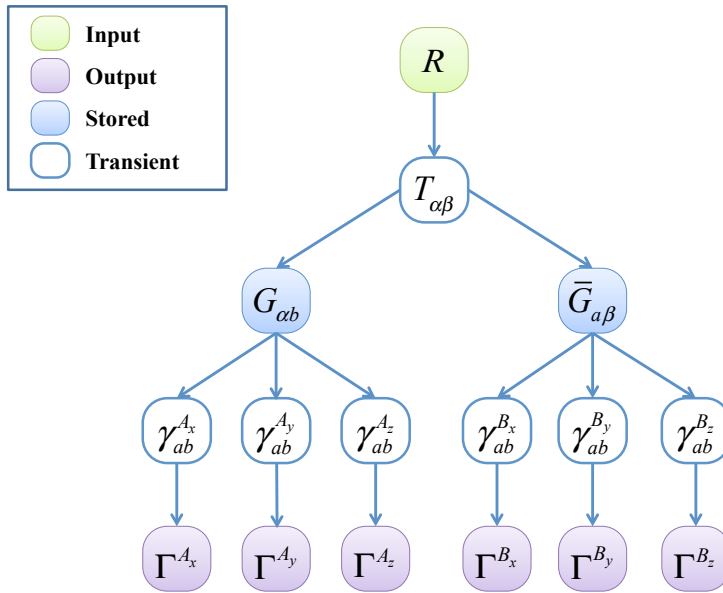 Input
Output
Stored
Transient
R
T_{αβ}
G_{αb} \bar{G}_{aβ}
γ_{ab}^{A_x} γ_{ab}^{A_y} γ_{ab}^{A_z} γ_{ab}^{B_x} γ_{ab}^{B_y} γ_{ab}^{B_z}
Γ^{A_x} Γ^{A_y} Γ^{A_z} Γ^{B_x} Γ^{B_y} Γ^{B_z}